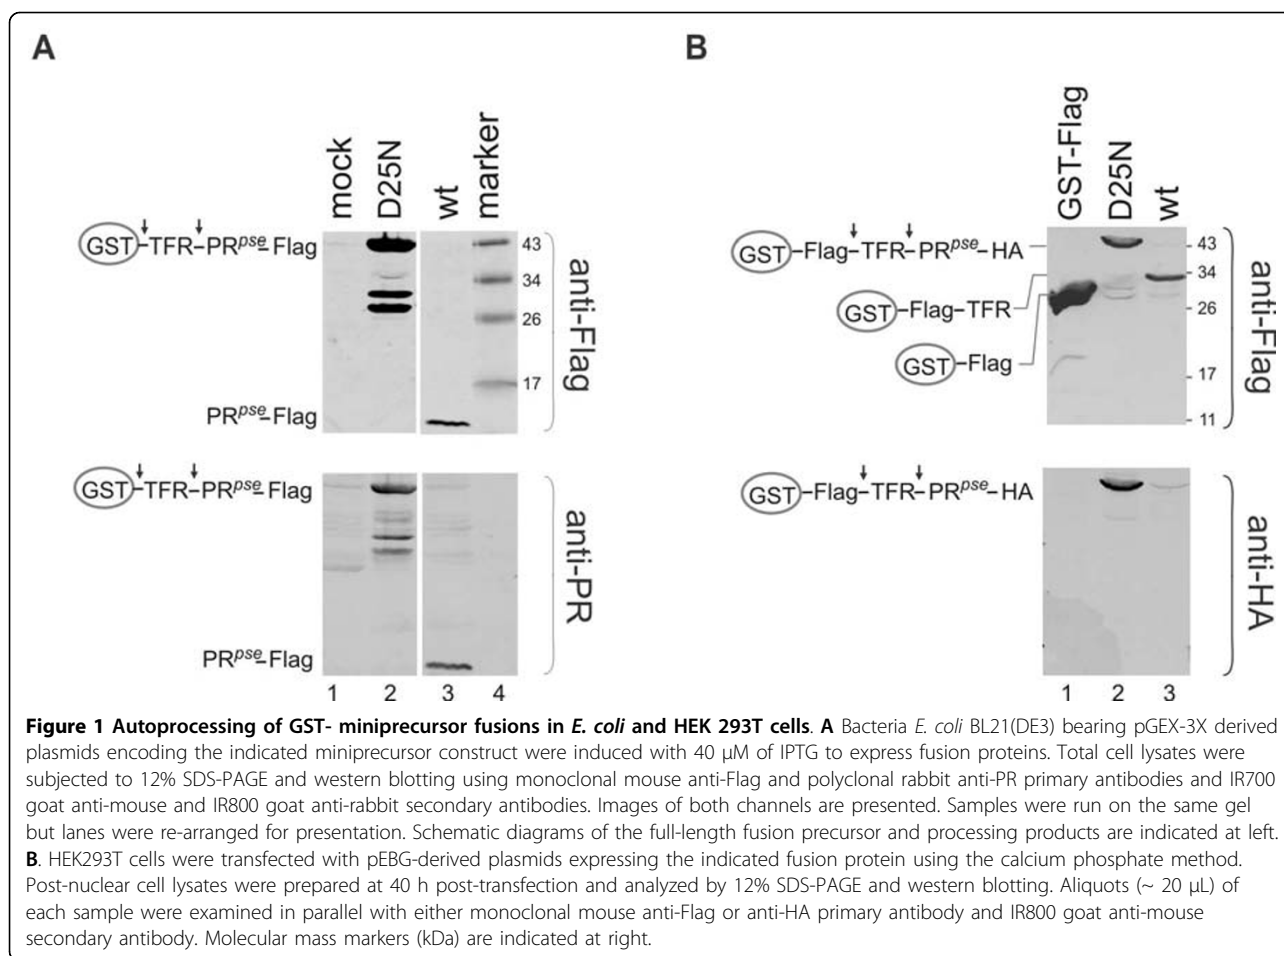 A
mock
D25N
wt
marker
GST–TFR–PRpse–Flag
43
34
26
17
PRpse–Flag
anti-Flag
GST–TFR–PRpse–Flag
PRpse–Flag
anti-PR
1 2 3 4
B
GST-Flag
D25N
wt
GST–Flag–TFR–PRpse–HA
GST–Flag–TFR
GST–Flag
43
34
26
17
11
anti-Flag
GST–Flag–TFR–PRpse–HA
anti-HA
1 2 3
Figure 1 Autoprocessing of GST- miniprecursor fusions in E. coli and HEK 293T cells. A Bacteria E. coli BL21(DE3) bearing pGEX-3X derived
plasmids encoding the indicated miniprecursor construct were induced with 40 μM of IPTG to express fusion proteins. Total cell lysates were
subjected to 12% SDS-PAGE and western blotting using monoclonal mouse anti-Flag and polyclonal rabbit anti-PR primary antibodies and IR700
goat anti-mouse and IR800 goat anti-rabbit secondary antibodies. Images of both channels are presented. Samples were run on the same gel
but lanes were re-arranged for presentation. Schematic diagrams of the full-length fusion precursor and processing products are indicated at left.
B. HEK293T cells were transfected with pEBG-derived plasmids expressing the indicated fusion protein using the calcium phosphate method.
Post-nuclear cell lysates were prepared at 40 h post-transfection and analyzed by 12% SDS-PAGE and western blotting. Aliquots (~ 20 μL) of
each sample were examined in parallel with either monoclonal mouse anti-Flag or anti-HA primary antibody and IR800 goat anti-mouse
secondary antibody. Molecular mass markers (kDa) are indicated at right.